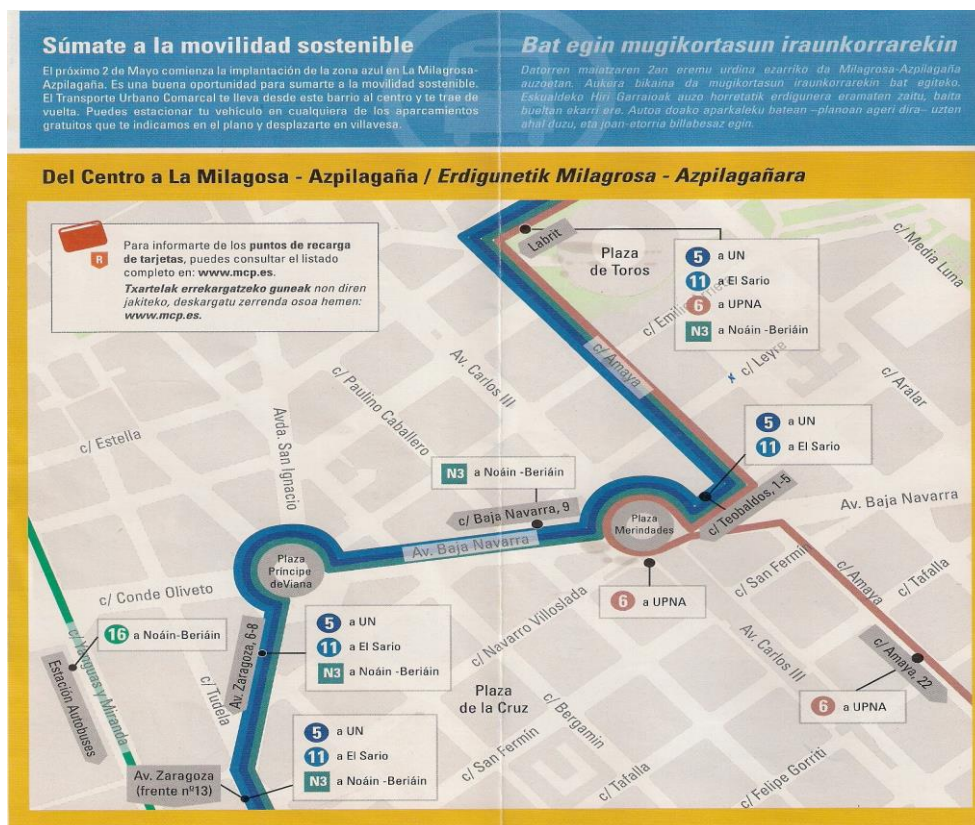 Súmate a la movilidad sostenible
El próximo 2 de Mayo comienza la implantación de la zona azul en La Milagrosa-
Azpilagaña. Es una buena oportunidad para sumarte a la movilidad sostenible.
El Transporte Urbano Comarcal te lleva desde este barrio al centro y te trae de
vuelta. Puedes estacionar tu vehículo en cualquiera de los aparcamientos
gratuitos que te indicamos en el plano y desplazarte en villavesa.
Bat egin mugikortasun iraunkorrarekin
Datorren maiatzaren 2an eremu urdina ezarriko da Milagrosa-Azpilagaña
auzoetan. Aukera bikaina da mugikortasun iraunkorrarekin bat egiteko.
Eskualdeko Hiri Garraioak auzo horretatik erdigunera eramaten zaitu, baita
bueltan ekarri ere. Autoa doako aparkaleku batean –planoan ageri dira– uzten
ahal duzu, eta joan-etorria billabesaz egin.
Del Centro a La Milagosa - Azpilagaña / Erdigunetik Milagrosa - Azpilagañara
R
Para informarte de los puntos de recarga
de tarjetas, puedes consultar el listado
completo en: www.mcp.es.
Txartelak errekargatzeko guneak non diren
jakiteko, deskargatu zerrenda osoa hemen:
www.mcp.es.
Labrit
Plaza
de Toros
5 a UN
11 a El Sario
6 a UPNA
N3 a Noáin -Beriáin
c/ Media Luna
c/ Emilio
c/ Leyre
c/ Aralar
c/ Amaya
Av. Carlos III
c/ Paulino Caballero
Avda. San Ignacio
c/ Estella
5 a UN
11 a El Sario
N3 a Noáin -Beriáin
c/ Baja Navarra, 9
Av. Baja Navarra
Plaza
Merindades
c/ Teobaldos, 1-5
Av. Baja Navarra
Plaza
Príncipe
deViana
6 a UPNA
c/ San Fermín
c/ Amaya
c/ Tafalla
c/ Conde Oliveto
16 a Noáin-Beriáin
c/ Yanguas y Miranda
Estación Autobuses
c/ Tudela
Av. Zaragoza, 6-8
5 a UN
11 a El Sario
N3 a Noáin -Beriáin
c/ Navarro Villoslada
Av. Carlos III
c/ Amaya, 22
6 a UPNA
Plaza
de la Cruz
c/ Bergamin
c/ San Fermín
c/ Tafalla
c/ Felipe Gorriti
5 a UN
11 a El Sario
N3 a Noáin -Beriáin
Av. Zaragoza
(frente nº13)